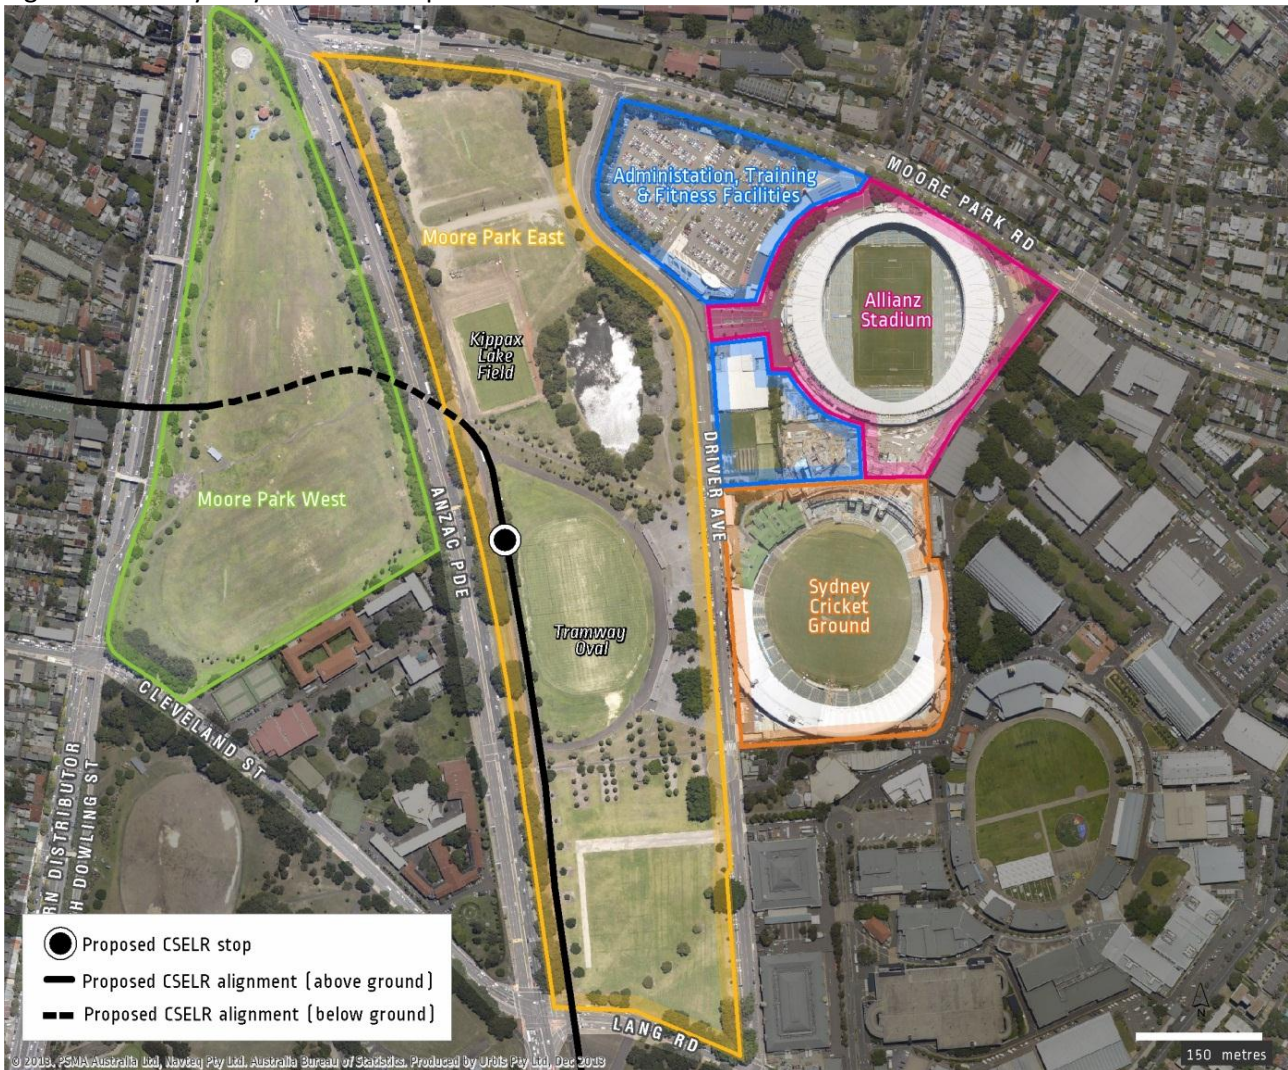 MOORE PARK RD
Administation, Training
& Fitness Facilities
Moore Park East
Allianz
Stadium
Kippax
Lake
Field
DRIVER AVE
Moore Park West
ANZAC PDE
Sydney
Cricket
Ground
Tramway
Oval
CLEVELAND ST
RN DISTRIBUTOR
H DOWLING ST
Proposed CSELR stop
Proposed CSELR alignment (above ground)
Proposed CSELR alignment (below ground)
LANG RD
N
150 metres
© 2013. PSMA Australia Ltd, Navteq Pty Ltd. Australia Bureau of Statistics. Produced by Urbis Pty Ltd, Dec 2013